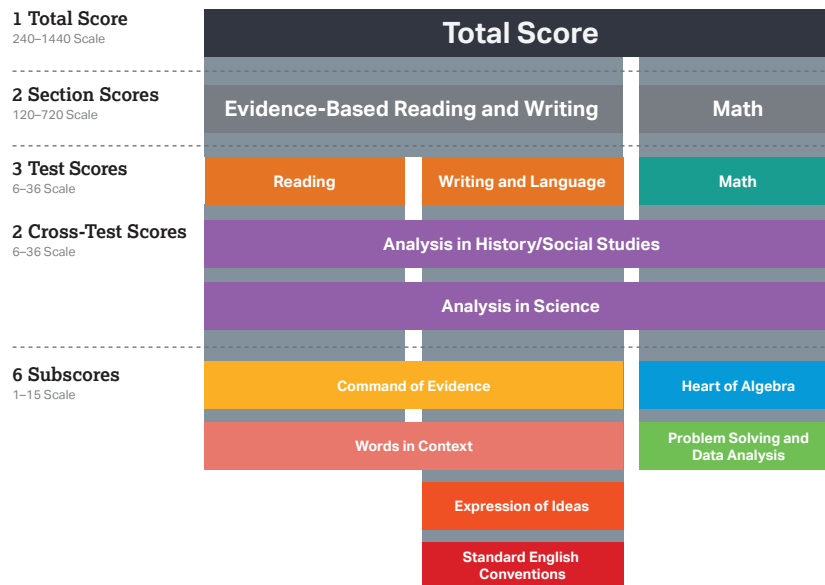 1 Total Score
240–1440 Scale
Total Score
2 Section Scores
120–720 Scale
Evidence-Based Reading and Writing
Math
3 Test Scores
6–36 Scale
Reading
Writing and Language
Math
2 Cross-Test Scores
6–36 Scale
Analysis in History/Social Studies
Analysis in Science
6 Subscores
1–15 Scale
Command of Evidence
Heart of Algebra
Words in Context
Problem Solving and
Data Analysis
Expression of Ideas
Standard English
Conventions